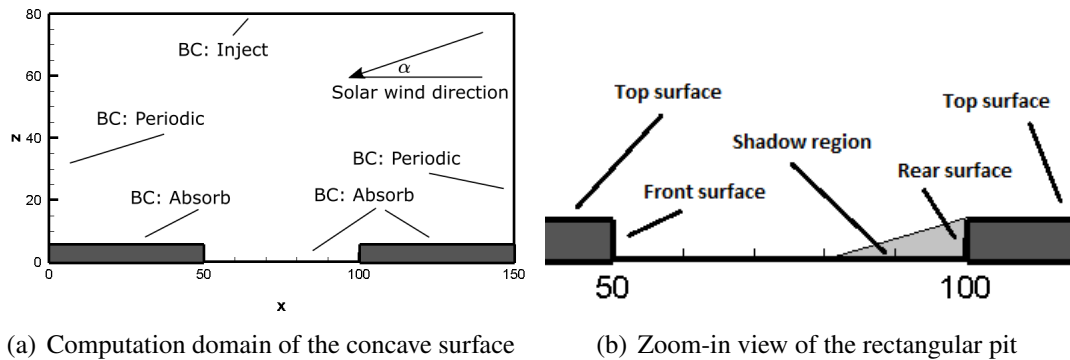 80
BC: Inject
60
α
Solar wind direction
BC: Periodic
40
z
BC: Periodic
20
BC: Absorb
BC: Absorb
0
0
50
100
150
x
(a) Computation domain of the concave surface
Top surface
Top surface
Shadow region
Rear surface
Front surface
50
100
(b) Zoom-in view of the rectangular pit